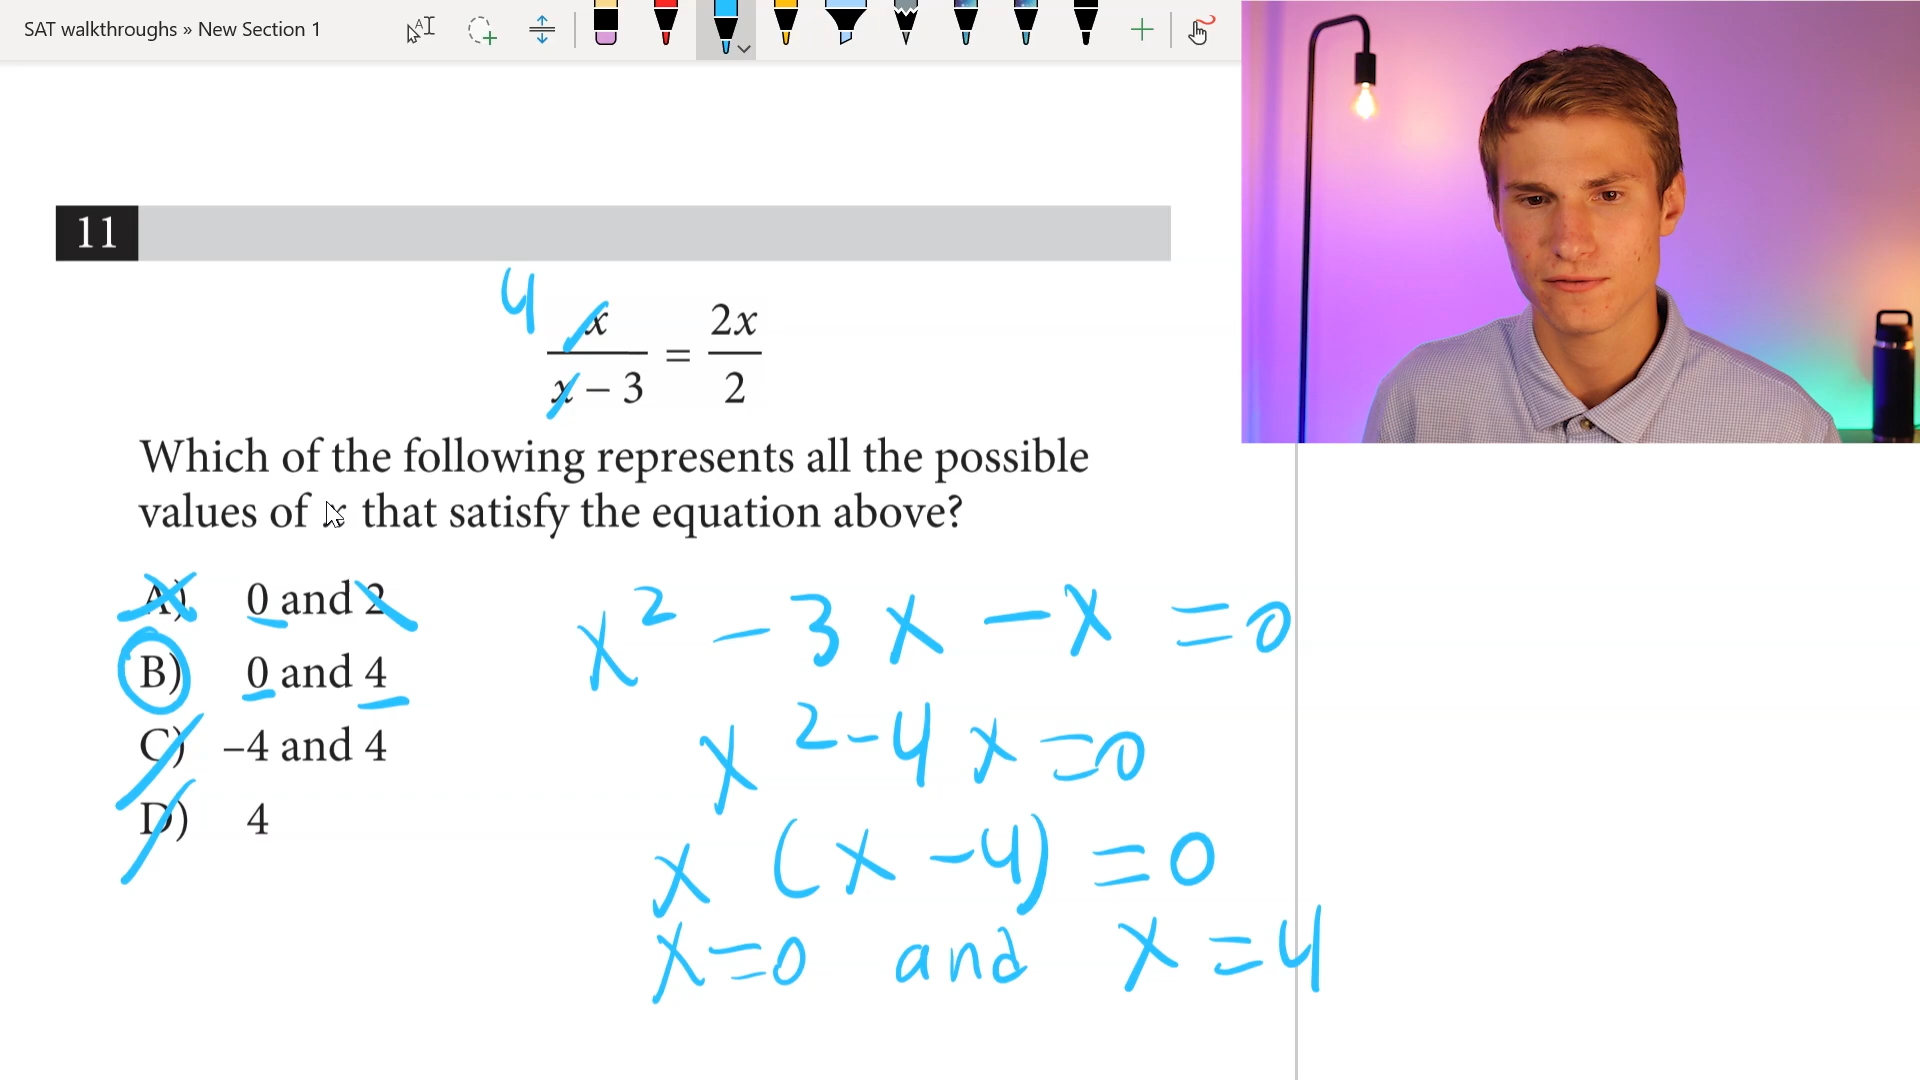 SAT walkthroughs » New Section 1
11
4
x/(x – 3) = 2x/2
Which of the following represents all the possible
values of x that satisfy the equation above?
A) 0 and 2
B) 0 and 4
C) –4 and 4
D) 4
x² – 3x – x = 0
x² – 4x = 0
x (x – 4) = 0
x = 0 and x = 4